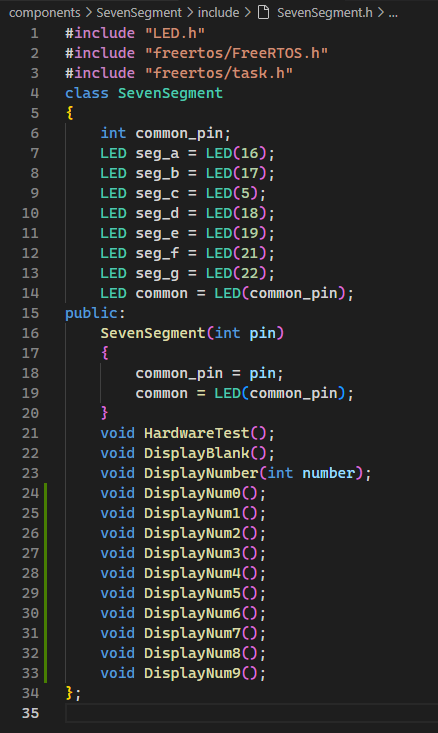 components > SevenSegment > include > SevenSegment.h > ...
1 #include "LED.h"
2 #include "freertos/FreeRTOS.h"
3 #include "freertos/task.h"
4 class SevenSegment
5 {
6     int common_pin;
7     LED seg_a = LED(16);
8     LED seg_b = LED(17);
9     LED seg_c = LED(5);
10     LED seg_d = LED(18);
11     LED seg_e = LED(19);
12     LED seg_f = LED(21);
13     LED seg_g = LED(22);
14     LED common = LED(common_pin);
15 public:
16     SevenSegment(int pin)
17     {
18         common_pin = pin;
19         common = LED(common_pin);
20     }
21     void HardwareTest();
22     void DisplayBlank();
23     void DisplayNumber(int number);
24     void DisplayNum0();
25     void DisplayNum1();
26     void DisplayNum2();
27     void DisplayNum3();
28     void DisplayNum4();
29     void DisplayNum5();
30     void DisplayNum6();
31     void DisplayNum7();
32     void DisplayNum8();
33     void DisplayNum9();
34 };
35